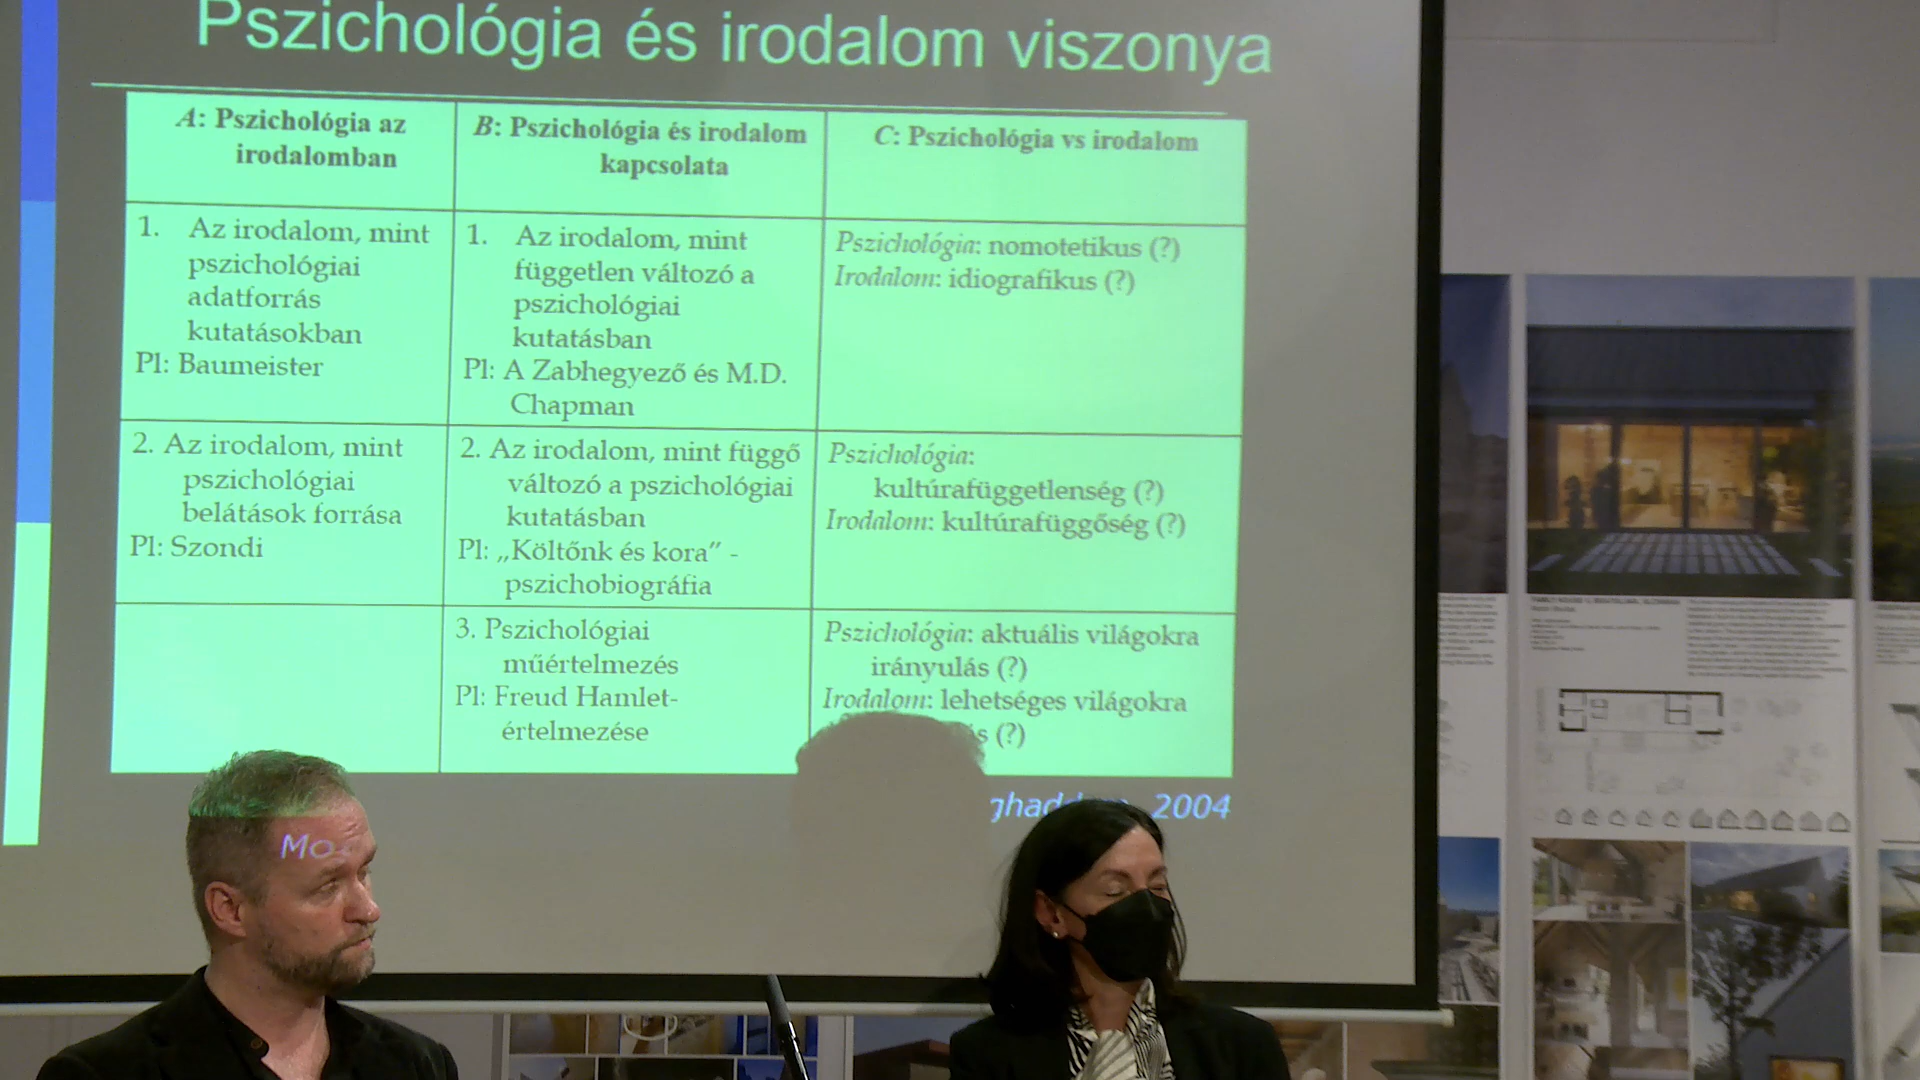 Pszichológia és irodalom viszonya
A: Pszichológia az
irodalomban
B: Pszichológia és irodalom
kapcsolata
C: Pszichológia vs irodalom
1. Az irodalom, mint
pszichológiai
adatforrás
kutatásokban
Pl: Baumeister
1. Az irodalom, mint
független változó a
pszichológiai
kutatásban
Pl: A Zabhegyező és M.D.
Chapman
Pszichológia: nomotetikus (?)
Irodalom: idiografikus (?)
2. Az irodalom, mint
pszichológiai
belátások forrása
Pl: Szondi
2. Az irodalom, mint függő
változó a pszichológiai
kutatásban
Pl: „Költőnk és kora” -
pszichobiográfia
Pszichológia:
kultúrafüggetlenség (?)
Irodalom: kultúrafüggőség (?)
3. Pszichológiai
műértelmezés
Pl: Freud Hamlet-
értelmezése
Pszichológia: aktuális világokra
irányulás (?)
Irodalom: lehetséges világokra
(?)
2004